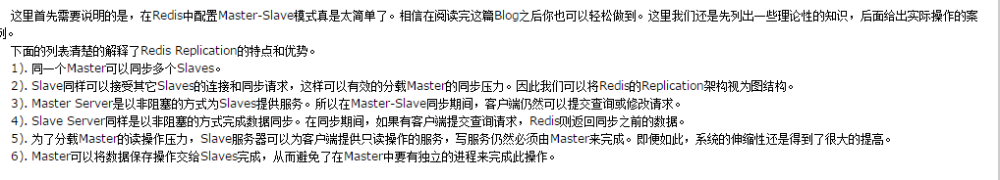 这里首先需要说明的是，在Redis中配置Master-Slave模式真是太简单了。相信在阅读完这篇Blog之后你也可以轻松做到。这里我们还是先列出一些理论性的知识，后面给出实际操作的案
例。
下面的列表清楚的解释了Redis Replication的特点和优势。
1). 同一个Master可以同步多个Slaves。
2). Slave同样可以接受其它Slaves的连接和同步请求，这样可以有效的分载Master的同步压力。因此我们可以将Redis的Replication架构视为图结构。
3). Master Server是以非阻塞的方式为Slaves提供服务。所以在Master-Slave同步期间，客户端仍然可以提交查询或修改请求。
4). Slave Server同样是以非阻塞的方式完成数据同步。在同步期间，如果有客户端提交查询请求，Redis则返回同步之前的数据。
5). 为了分载Master的读操作压力，Slave服务器可以为客户端提供只读操作的服务，写服务仍然必须由Master来完成。即便如此，系统的伸缩性还是得到了很大的提高。
6). Master可以将数据保存操作交给Slaves完成，从而避免了在Master中要有独立的进程来完成此操作。